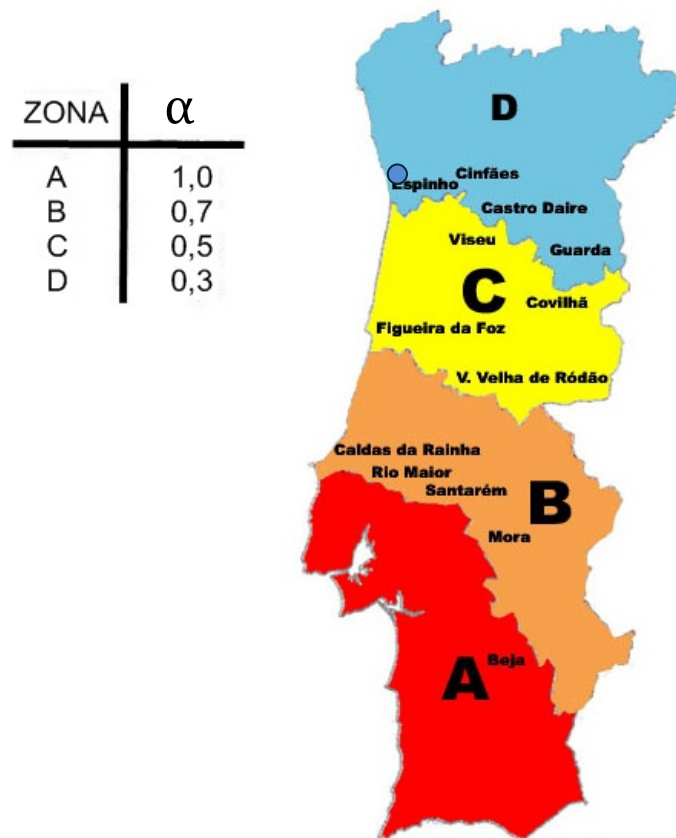 ZONA α
A 1,0
B 0,7
C 0,5
D 0,3
D
Cinfães
Espinho
Castro Daire
Viseu
Guarda
C
Covilhã
Figueira da Foz
V. Velha de Ródão
Caldas da Rainha
Rio Maior
Santarém
B
Mora
A
Beja